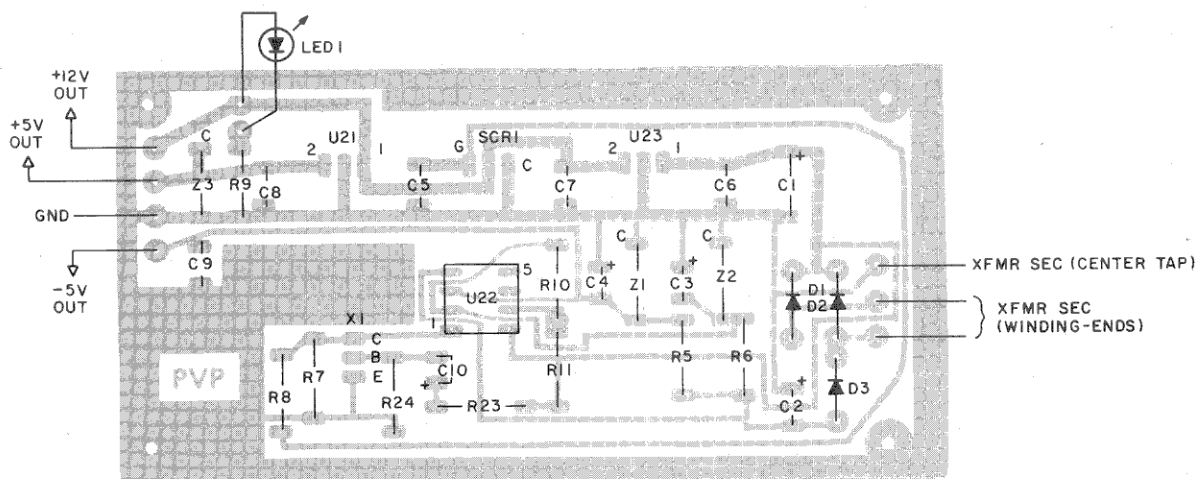 LED1
+12V
OUT
+5V
OUT
GND
-5V
OUT
C
Z3
R9
C8
2
U21
1
C5
G
SCR1
C
C7
2
U23
1
C6
+
C1
C9
U22
5
1
R10
C4
+
C
Z1
C3
+
C
Z2
D1
D2
XFMR SEC (CENTER TAP)
XFMR SEC
(WINDING-ENDS)
X1
C
B
E
PVP
R8
R7
R24
C10
+
R23
R11
R5
R6
+
C2
D3